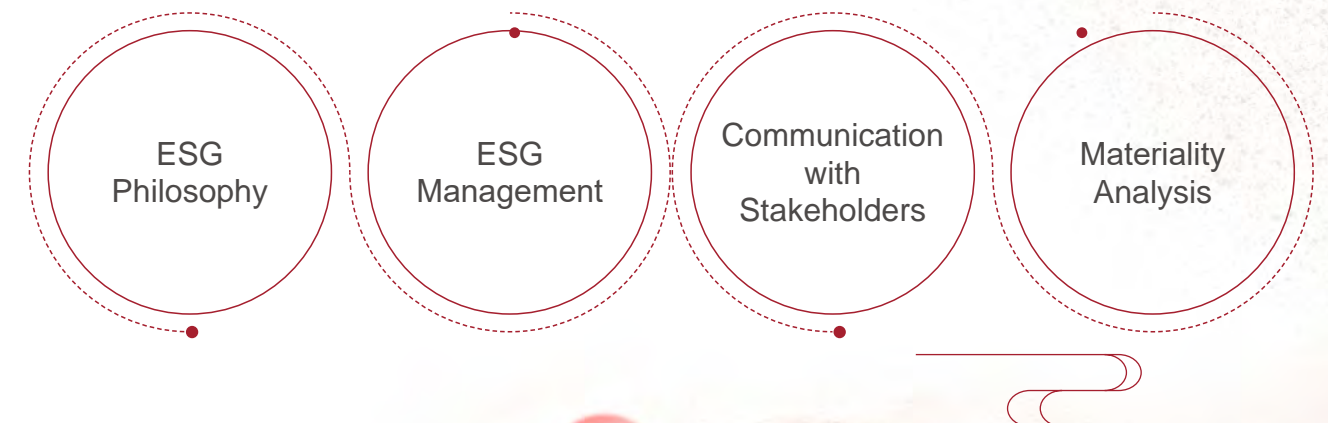 ESG
Philosophy
ESG
Management
Communication
with
Stakeholders
Materiality
Analysis